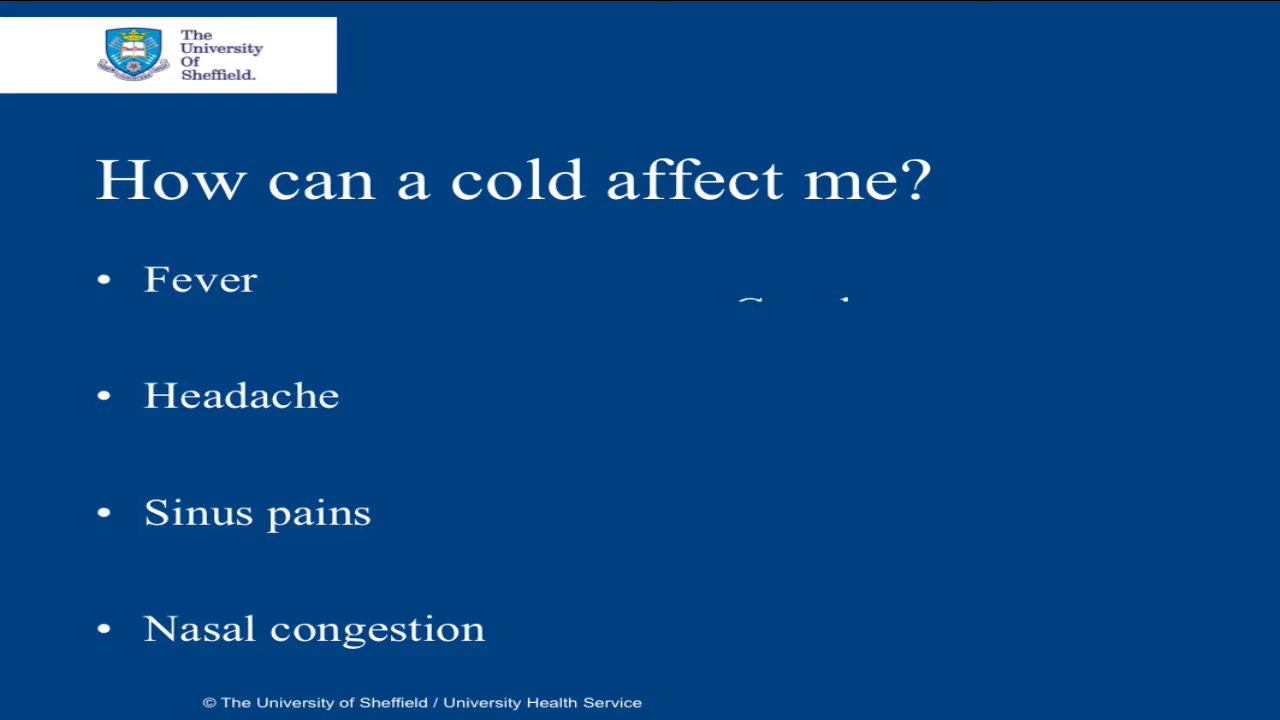 The
University
Of
Sheffield.
How can a cold affect me?
• Fever
• Headache
• Sinus pains
• Nasal congestion
© The University of Sheffield / University Health Service